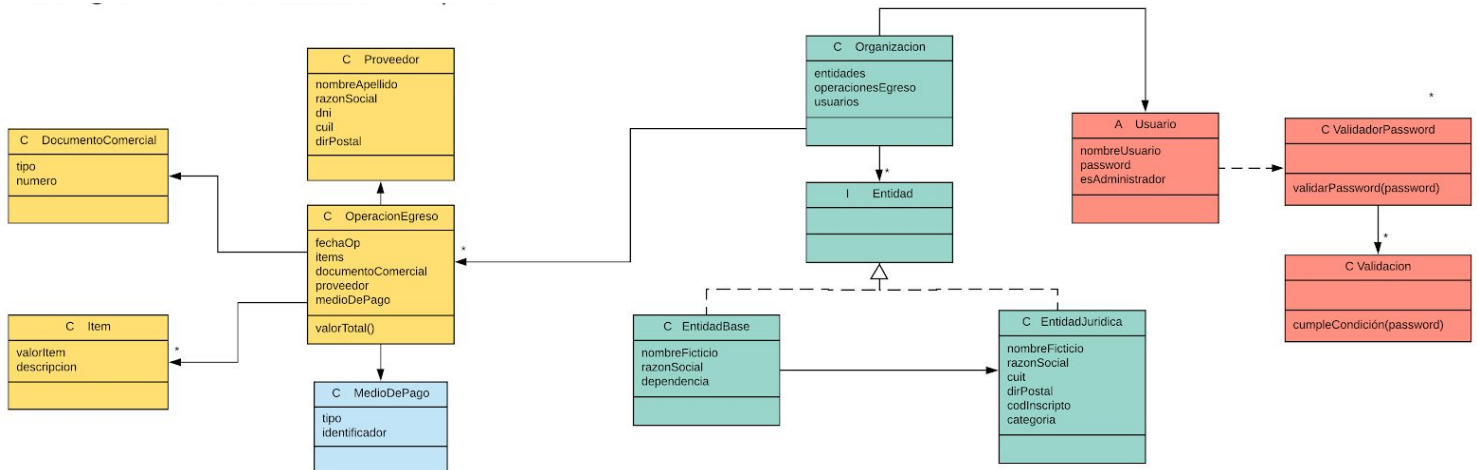 C Proveedor
nombreApellido
razonSocial
dni
cuil
dirPostal
C DocumentoComercial
tipo
numero
C OperacionEgreso
fechaOp
items
documentoComercial
proveedor
medioDePago
valorTotal()
*
C Item
valorItem
descripcion
*
C MedioDePago
tipo
identificador
C Organizacion
entidades
operacionesEgreso
usuarios
*
I Entidad
C EntidadBase
nombreFicticio
razonSocial
dependencia
C EntidadJuridica
nombreFicticio
razonSocial
cuit
dirPostal
codInscripto
categoria
A Usuario
nombreUsuario
password
esAdministrador
*
C ValidadorPassword
validarPassword(password)
*
C Validacion
cumpleCondición(password)